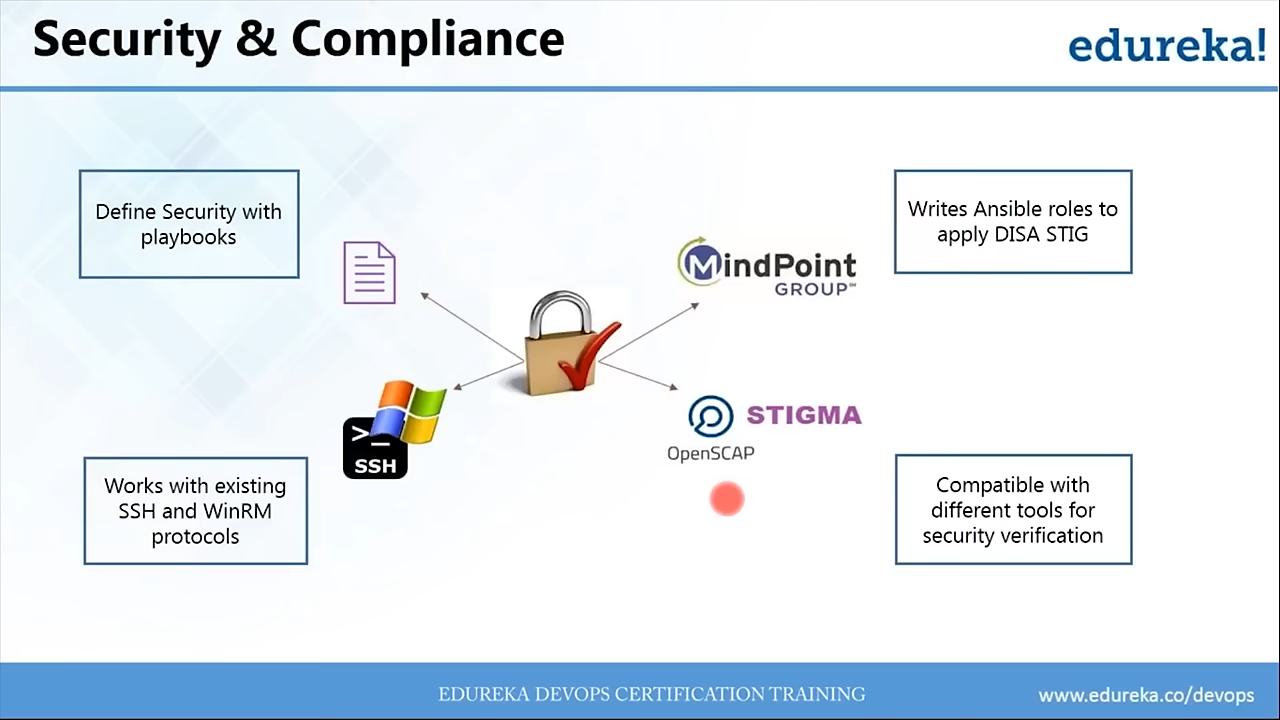 Security & Compliance
edureka!
Define Security with
playbooks
Writes Ansible roles to
apply DISA STIG
MindPoint
GROUP℠
>_
SSH
OpenSCAP
STIGMA
Works with existing
SSH and WinRM
protocols
Compatible with
different tools for
security verification
EDUREKA DEVOPS CERTIFICATION TRAINING
www.edureka.co/devops